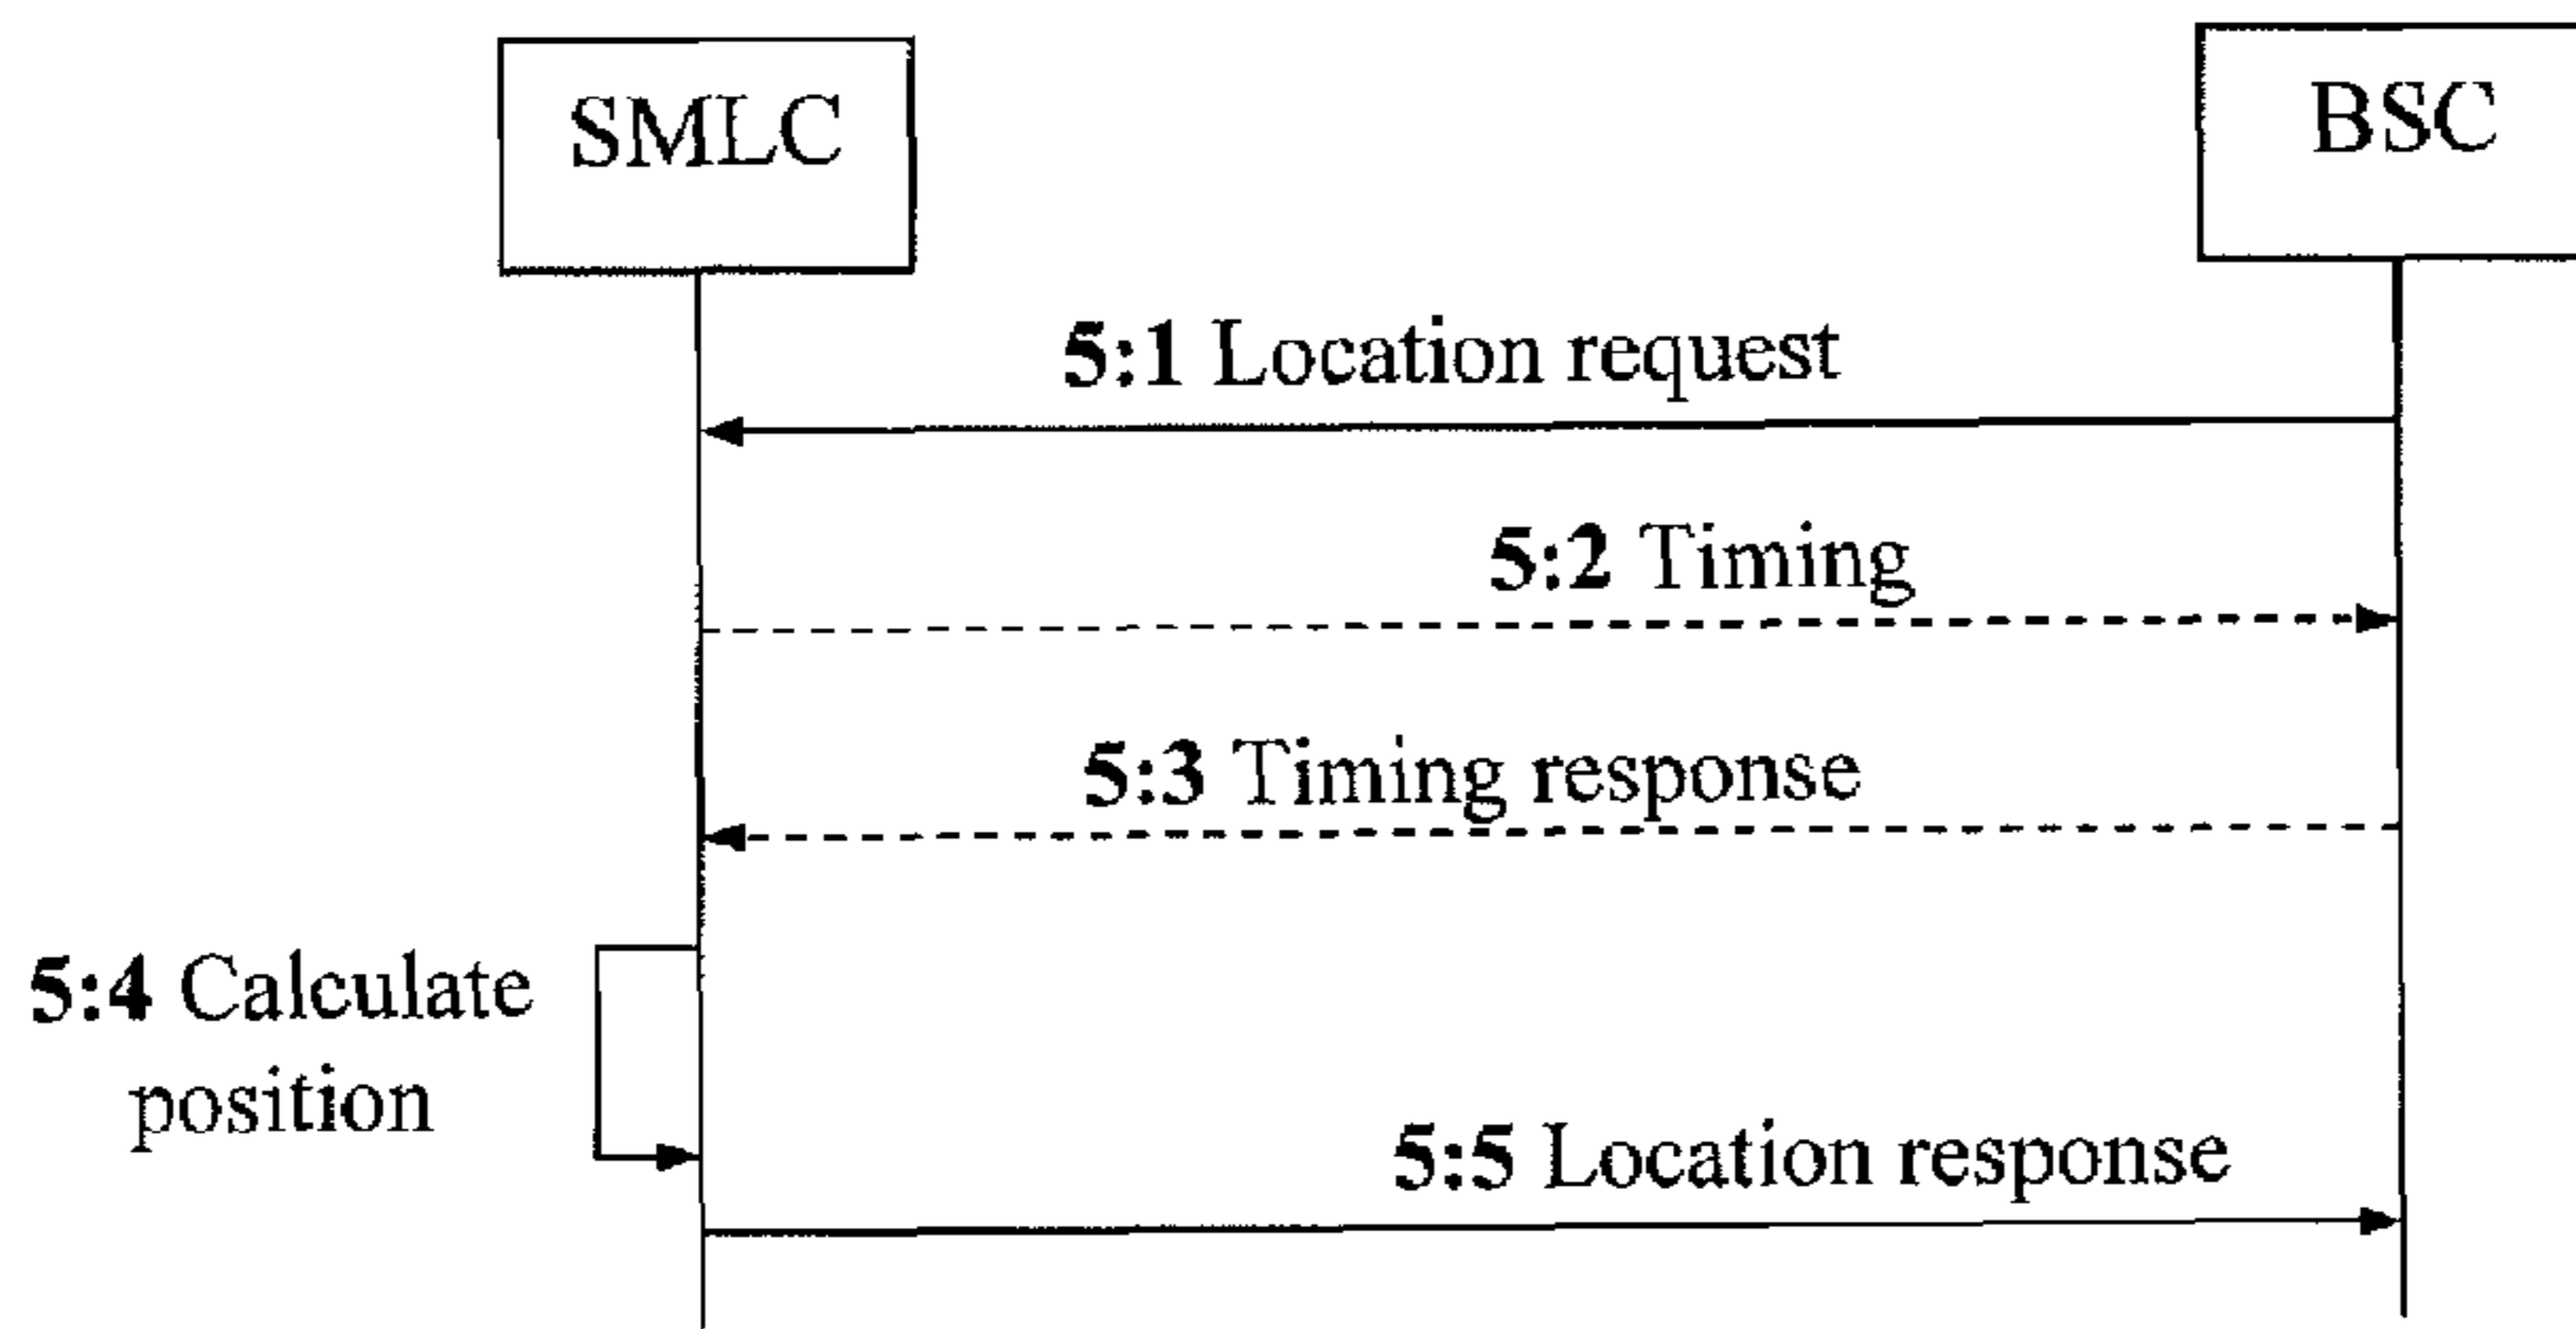 SMLC
BSC
5:1 Location request
5:2 Timing
5:3 Timing response
5:4 Calculate
position
5:5 Location response